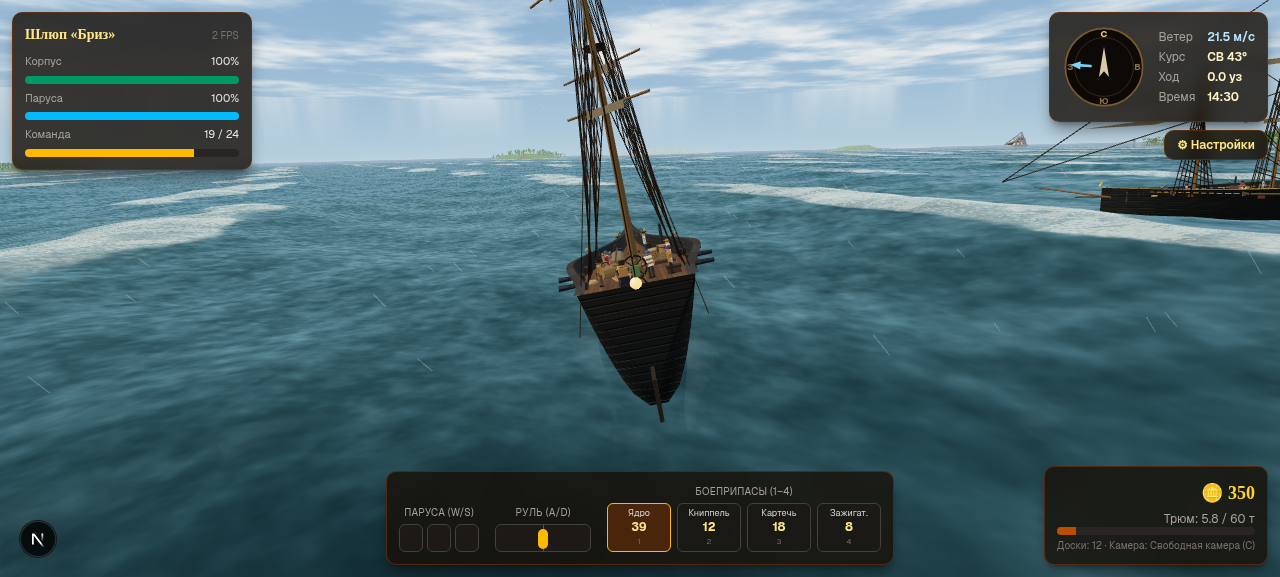 Шлюп «Бриз»
2 FPS
Корпус 100%
Паруса 100%
Команда 19 / 24
С
З
В
Ю
Ветер 21.5 м/с
Курс СВ 43°
Ход 0.0 уз
Время 14:30
⚙ Настройки
ПАРУСА (W/S)
РУЛЬ (A/D)
БОЕПРИПАСЫ (1–4)
Ядро
39
1
Книппель
12
2
Картечь
18
3
Зажигат.
8
4
350
Трюм: 5.8 / 60 т
Доски: 12 · Камера: Свободная камера (C)
N